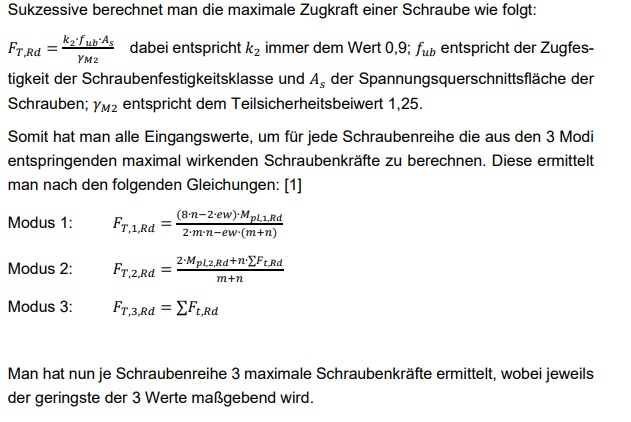 Sukzessive berechnet man die maximale Zugkraft einer Schraube wie folgt:
F_{T,Rd} = \frac{k_2 \cdot f_{ub} \cdot A_s}{\gamma_{M2}} dabei entspricht k_2 immer dem Wert 0,9; f_{ub} entspricht der Zugfes-
tigkeit der Schraubenfestigkeitsklasse und A_s der Spannungsquerschnittsfläche der
Schrauben; \gamma_{M2} entspricht dem Teilsicherheitsbeiwert 1,25.
Somit hat man alle Eingangswerte, um für jede Schraubenreihe die aus den 3 Modi
entspringenden maximal wirkenden Schraubenkräfte zu berechnen. Diese ermittelt
man nach den folgenden Gleichungen: [1]
Modus 1: F_{T,1,Rd} = \frac{(8 \cdot n - 2 \cdot ew) \cdot M_{pl,1,Rd}}{2 \cdot m \cdot n - ew \cdot (m+n)}
Modus 2: F_{T,2,Rd} = \frac{2 \cdot M_{pl,2,Rd} + n \cdot \sum F_{t,Rd}}{m+n}
Modus 3: F_{T,3,Rd} = \sum F_{t,Rd}
Man hat nun je Schraubenreihe 3 maximale Schraubenkräfte ermittelt, wobei jeweils
der geringste der 3 Werte maßgebend wird.